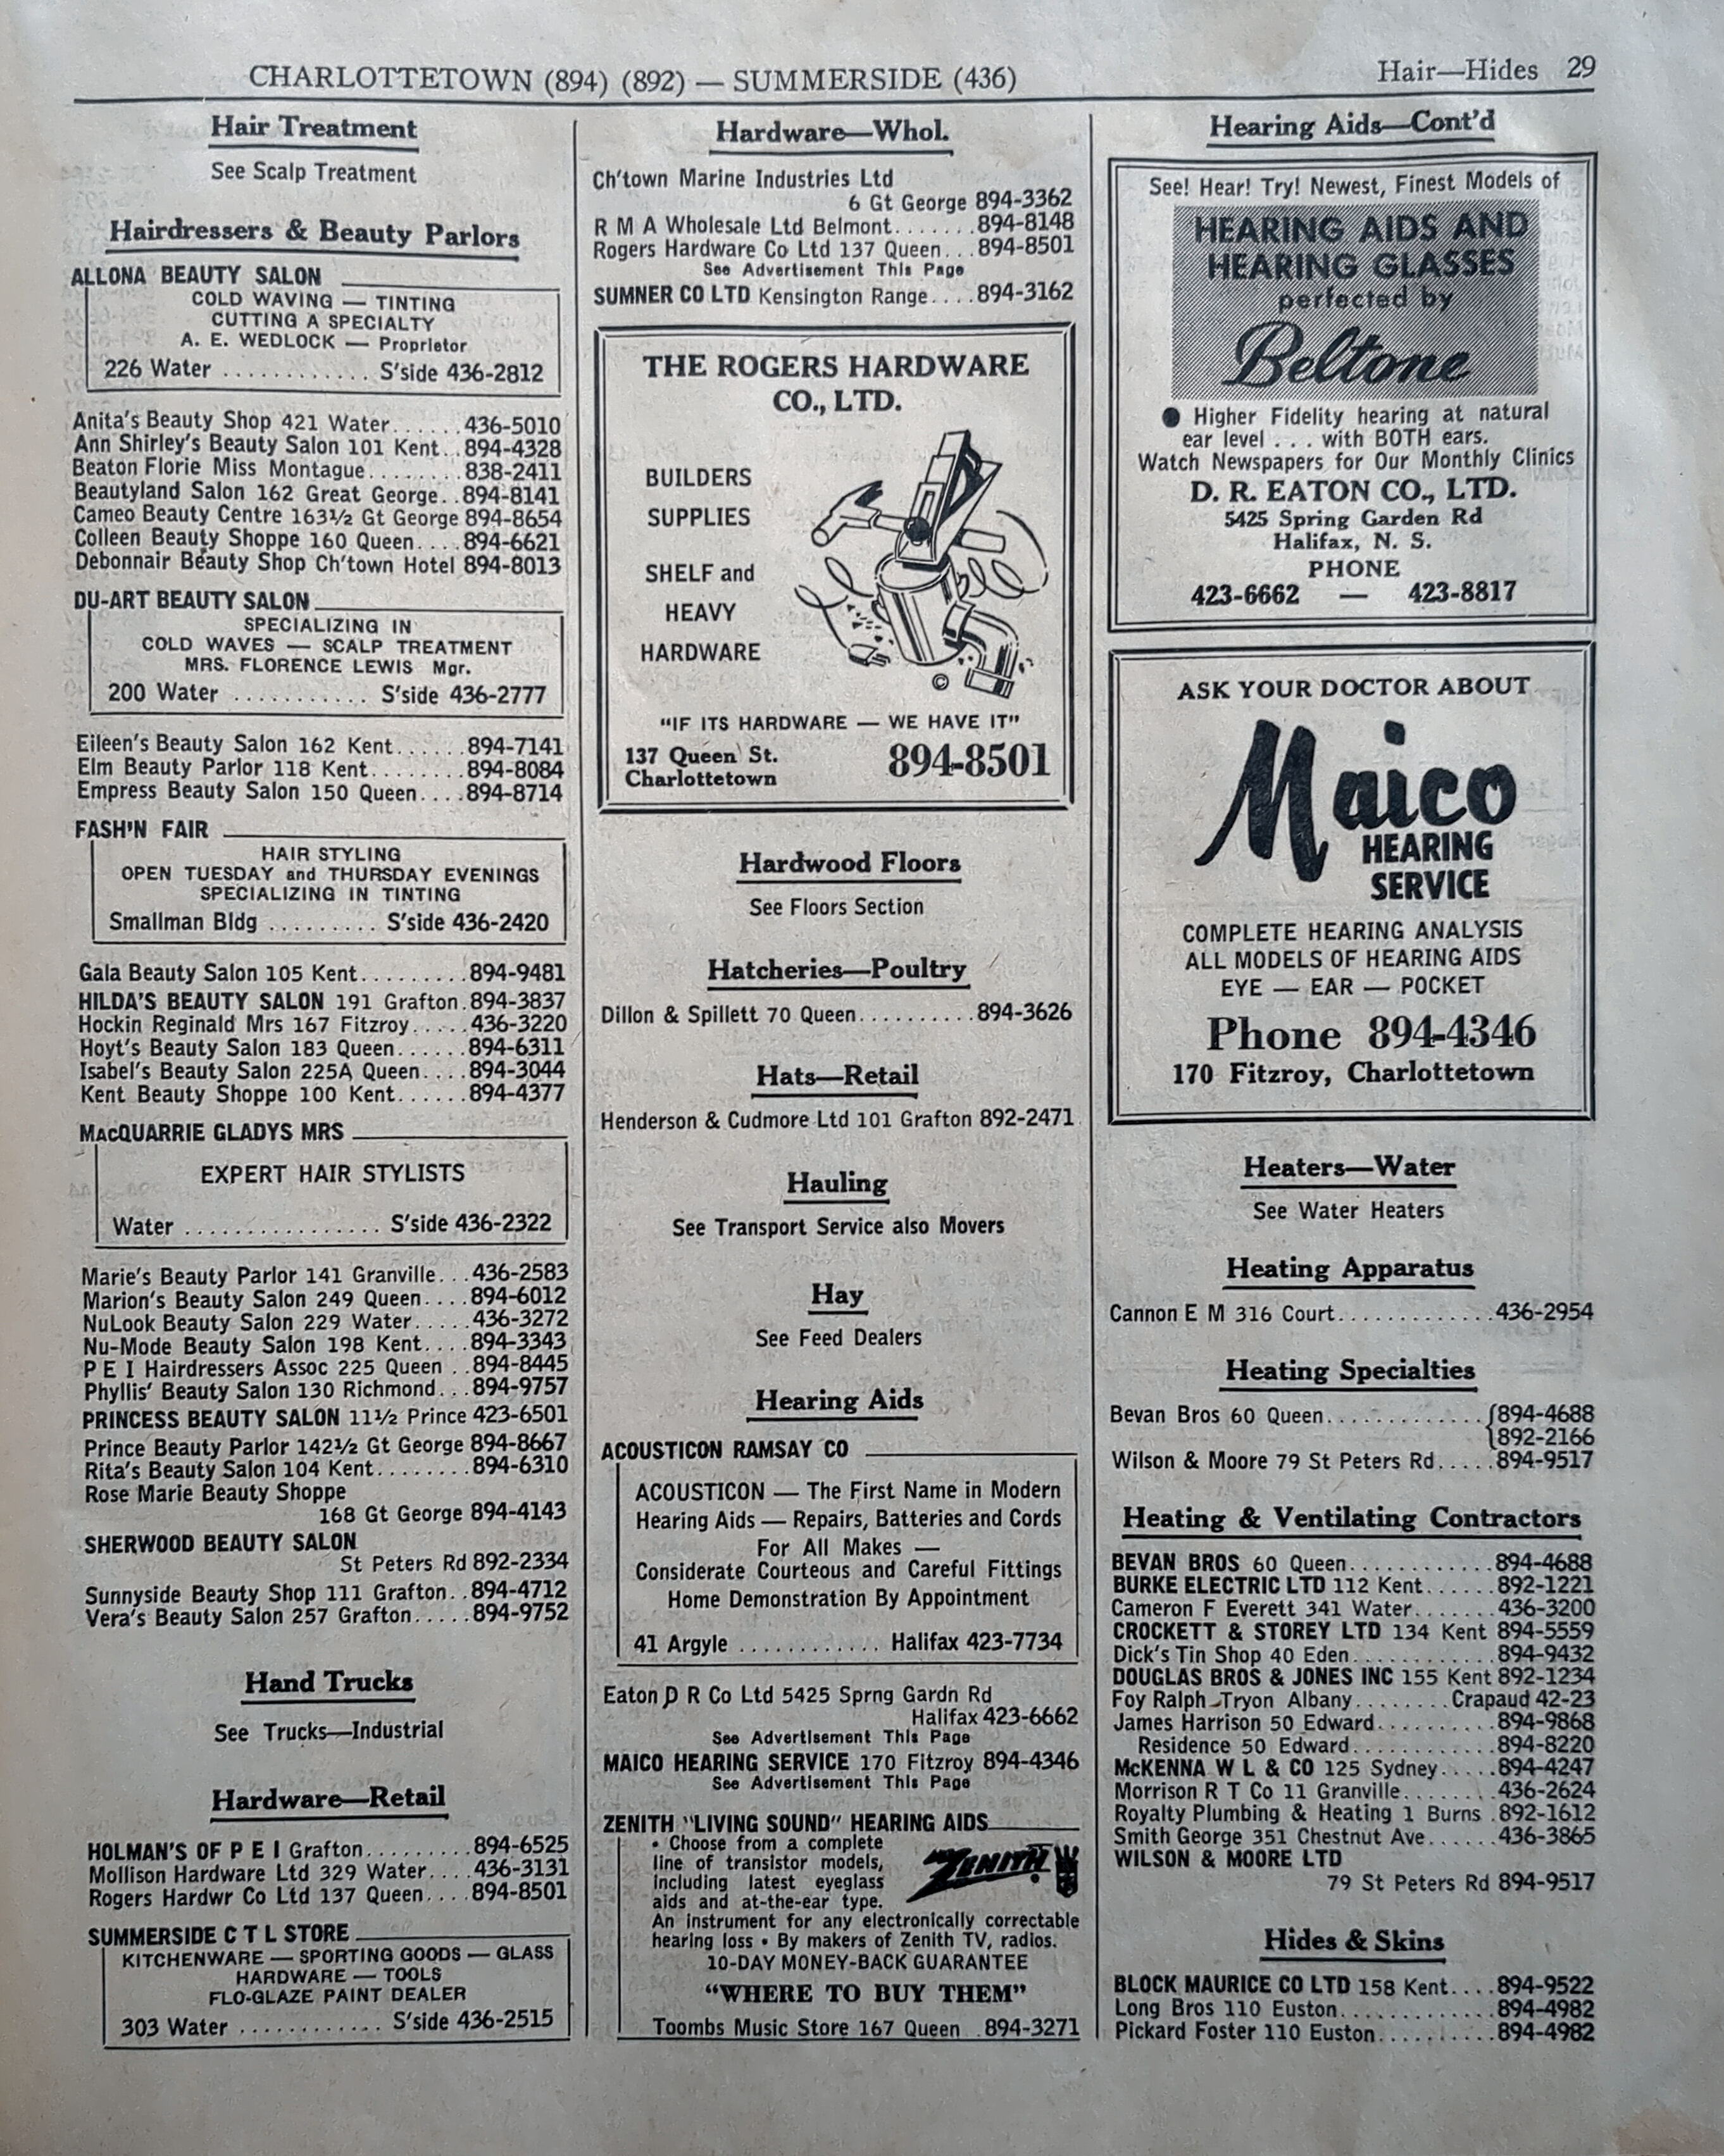 CHARLOTTETOWN (894) (892) — SUMMERSIDE (436)
Hair—Hides 29
Hair Treatment
See Scalp Treatment
Hairdressers & Beauty Parlors
ALLONA BEAUTY SALON
COLD WAVING — TINTING
CUTTING A SPECIALTY
A. E. WEDLOCK — Proprietor
226 Water ............ S'side 436-2812
Anita's Beauty Shop 421 Water......436-5010
Ann Shirley's Beauty Salon 101 Kent..894-4328
Beaton Florie Miss Montague........838-2411
Beautyland Salon 162 Great George..894-8141
Cameo Beauty Centre 163½ Gt George 894-8654
Colleen Beauty Shoppe 160 Queen....894-6621
Debonnair Beauty Shop Ch'town Hotel 894-8013
DU-ART BEAUTY SALON
SPECIALIZING IN
COLD WAVES — SCALP TREATMENT
MRS. FLORENCE LEWIS Mgr.
200 Water ........... S'side 436-2777
Eileen's Beauty Salon 162 Kent......894-7141
Elm Beauty Parlor 118 Kent........894-8084
Empress Beauty Salon 150 Queen....894-8714
FASH'N FAIR
HAIR STYLING
OPEN TUESDAY and THURSDAY EVENINGS
SPECIALIZING IN TINTING
Smallman Bldg ......... S'side 436-2420
Gala Beauty Salon 105 Kent.........894-9481
HILDA'S BEAUTY SALON 191 Grafton.894-3837
Hockin Reginald Mrs 167 Fitzroy.....436-3220
Hoyt's Beauty Salon 183 Queen......894-6311
Isabel's Beauty Salon 225A Queen....894-3044
Kent Beauty Shoppe 100 Kent......894-4377
MacQUARRIE GLADYS MRS
EXPERT HAIR STYLISTS
Water ................ S'side 436-2322
Marie's Beauty Parlor 141 Granville...436-2583
Marion's Beauty Salon 249 Queen....894-6012
NuLook Beauty Salon 229 Water.....436-3272
Nu-Mode Beauty Salon 198 Kent....894-3343
P E I Hairdressers Assoc 225 Queen ..894-8445
Phyllis' Beauty Salon 130 Richmond...894-9757
PRINCESS BEAUTY SALON 11½ Prince 423-6501
Prince Beauty Parlor 142½ Gt George 894-8667
Rita's Beauty Salon 104 Kent........894-6310
Rose Marie Beauty Shoppe
168 Gt George 894-4143
SHERWOOD BEAUTY SALON
St Peters Rd 892-2334
Sunnyside Beauty Shop 111 Grafton..894-4712
Vera's Beauty Salon 257 Grafton.....894-9752
Hand Trucks
See Trucks—Industrial
Hardware—Retail
HOLMAN'S OF P E I Grafton.........894-6525
Mollison Hardware Ltd 329 Water....436-3131
Rogers Hardwr Co Ltd 137 Queen....894-8501
SUMMERSIDE C T L STORE
KITCHENWARE — SPORTING GOODS — GLASS
HARDWARE — TOOLS
FLO-GLAZE PAINT DEALER
303 Water ............ S'side 436-2515
Hardware—Whol.
Ch'town Marine Industries Ltd
6 Gt George 894-3362
R M A Wholesale Ltd Belmont.......894-8148
Rogers Hardware Co Ltd 137 Queen...894-8501
See Advertisement This Page
SUMNER CO LTD Kensington Range....894-3162
THE ROGERS HARDWARE
CO., LTD.
BUILDERS
SUPPLIES
SHELF and
HEAVY
HARDWARE
©
"IF ITS HARDWARE — WE HAVE IT"
137 Queen St.
Charlottetown
894-8501
Hardwood Floors
See Floors Section
Hatcheries—Poultry
Dillon & Spillett 70 Queen..........894-3626
Hats—Retail
Henderson & Cudmore Ltd 101 Grafton 892-2471
Hauling
See Transport Service also Movers
Hay
See Feed Dealers
Hearing Aids
ACOUSTICON RAMSAY CO
ACOUSTICON — The First Name in Modern
Hearing Aids — Repairs, Batteries and Cords
For All Makes —
Considerate Courteous and Careful Fittings
Home Demonstration By Appointment
41 Argyle ............ Halifax 423-7734
Eaton D R Co Ltd 5425 Sprng Gardn Rd
Halifax 423-6662
See Advertisement This Page
MAICO HEARING SERVICE 170 Fitzroy 894-4346
See Advertisement This Page
ZENITH "LIVING SOUND" HEARING AIDS
• Choose from a complete
line of transistor models,
including latest eyeglass
aids and at-the-ear type.
ZENITH
An instrument for any electronically correctable
hearing loss • By makers of Zenith TV, radios.
10-DAY MONEY-BACK GUARANTEE
"WHERE TO BUY THEM"
Toombs Music Store 167 Queen .894-3271
Hearing Aids—Cont'd
See! Hear! Try! Newest, Finest Models of
HEARING AIDS AND
HEARING GLASSES
perfected by
Beltone
● Higher Fidelity hearing at natural
ear level . . . with BOTH ears.
Watch Newspapers for Our Monthly Clinics
D. R. EATON CO., LTD.
5425 Spring Garden Rd
Halifax, N. S.
PHONE
423-6662 — 423-8817
ASK YOUR DOCTOR ABOUT
Maico
HEARING
SERVICE
COMPLETE HEARING ANALYSIS
ALL MODELS OF HEARING AIDS
EYE — EAR — POCKET
Phone 894-4346
170 Fitzroy, Charlottetown
Heaters—Water
See Water Heaters
Heating Apparatus
Cannon E M 316 Court.............436-2954
Heating Specialties
Bevan Bros 60 Queen.............{894-4688
{892-2166
Wilson & Moore 79 St Peters Rd.....894-9517
Heating & Ventilating Contractors
BEVAN BROS 60 Queen............894-4688
BURKE ELECTRIC LTD 112 Kent......892-1221
Cameron F Everett 341 Water.......436-3200
CROCKETT & STOREY LTD 134 Kent 894-5559
Dick's Tin Shop 40 Eden............894-9432
DOUGLAS BROS & JONES INC 155 Kent 892-1234
Foy Ralph Tryon Albany........Crapaud 42-23
James Harrison 50 Edward..........894-9868
Residence 50 Edward............894-8220
McKENNA W L & CO 125 Sydney.....894-4247
Morrison R T Co 11 Granville........436-2624
Royalty Plumbing & Heating 1 Burns .892-1612
Smith George 351 Chestnut Ave......436-3865
WILSON & MOORE LTD
79 St Peters Rd 894-9517
Hides & Skins
BLOCK MAURICE CO LTD 158 Kent....894-9522
Long Bros 110 Euston..............894-4982
Pickard Foster 110 Euston..........894-4982